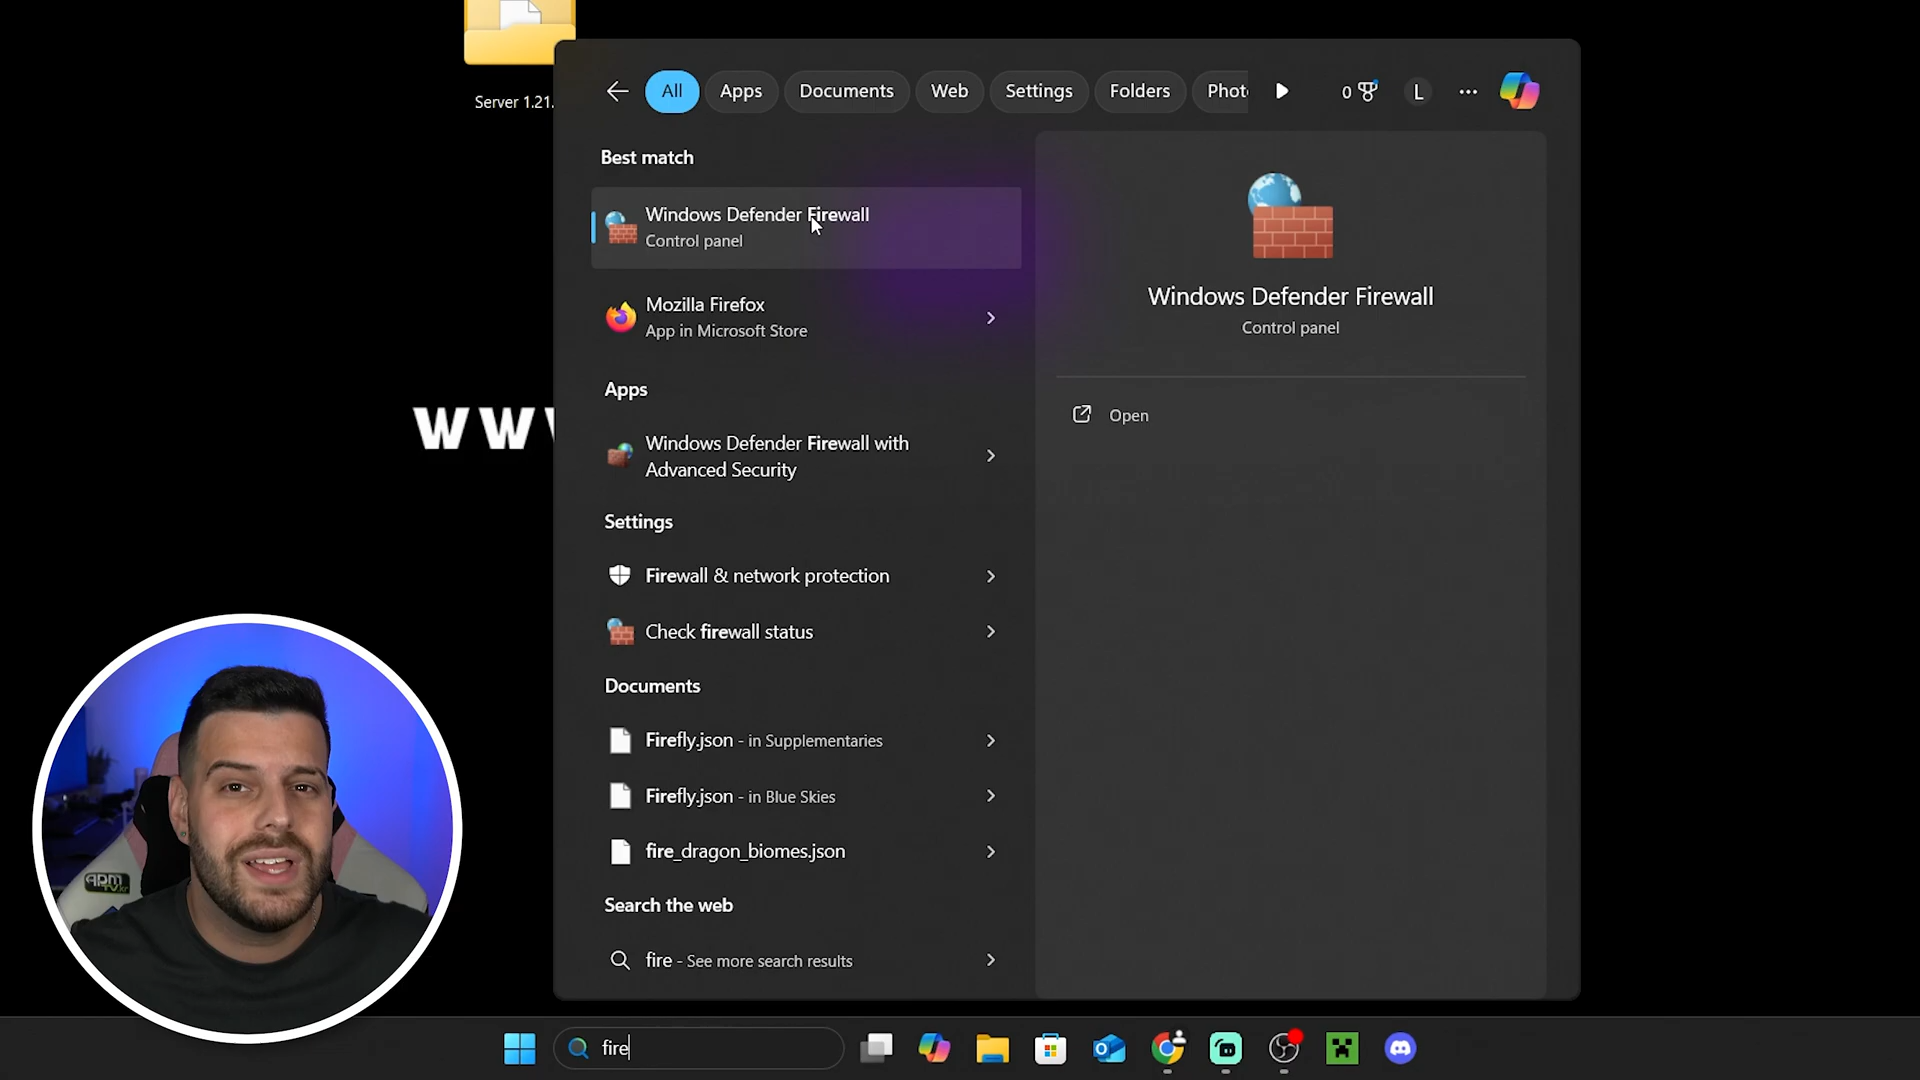 Server 1.21.
All
Apps
Documents
Web
Settings
Folders
Phot
0
L
Best match
Windows Defender Firewall
Control panel
Mozilla Firefox
App in Microsoft Store
Apps
Windows Defender Firewall with
Advanced Security
Settings
Firewall & network protection
Check firewall status
Documents
Firefly.json - in Supplementaries
Firefly.json - in Blue Skies
fire_dragon_biomes.json
Search the web
fire - See more search results
Windows Defender Firewall
Control panel
Open
WW
apm
fire